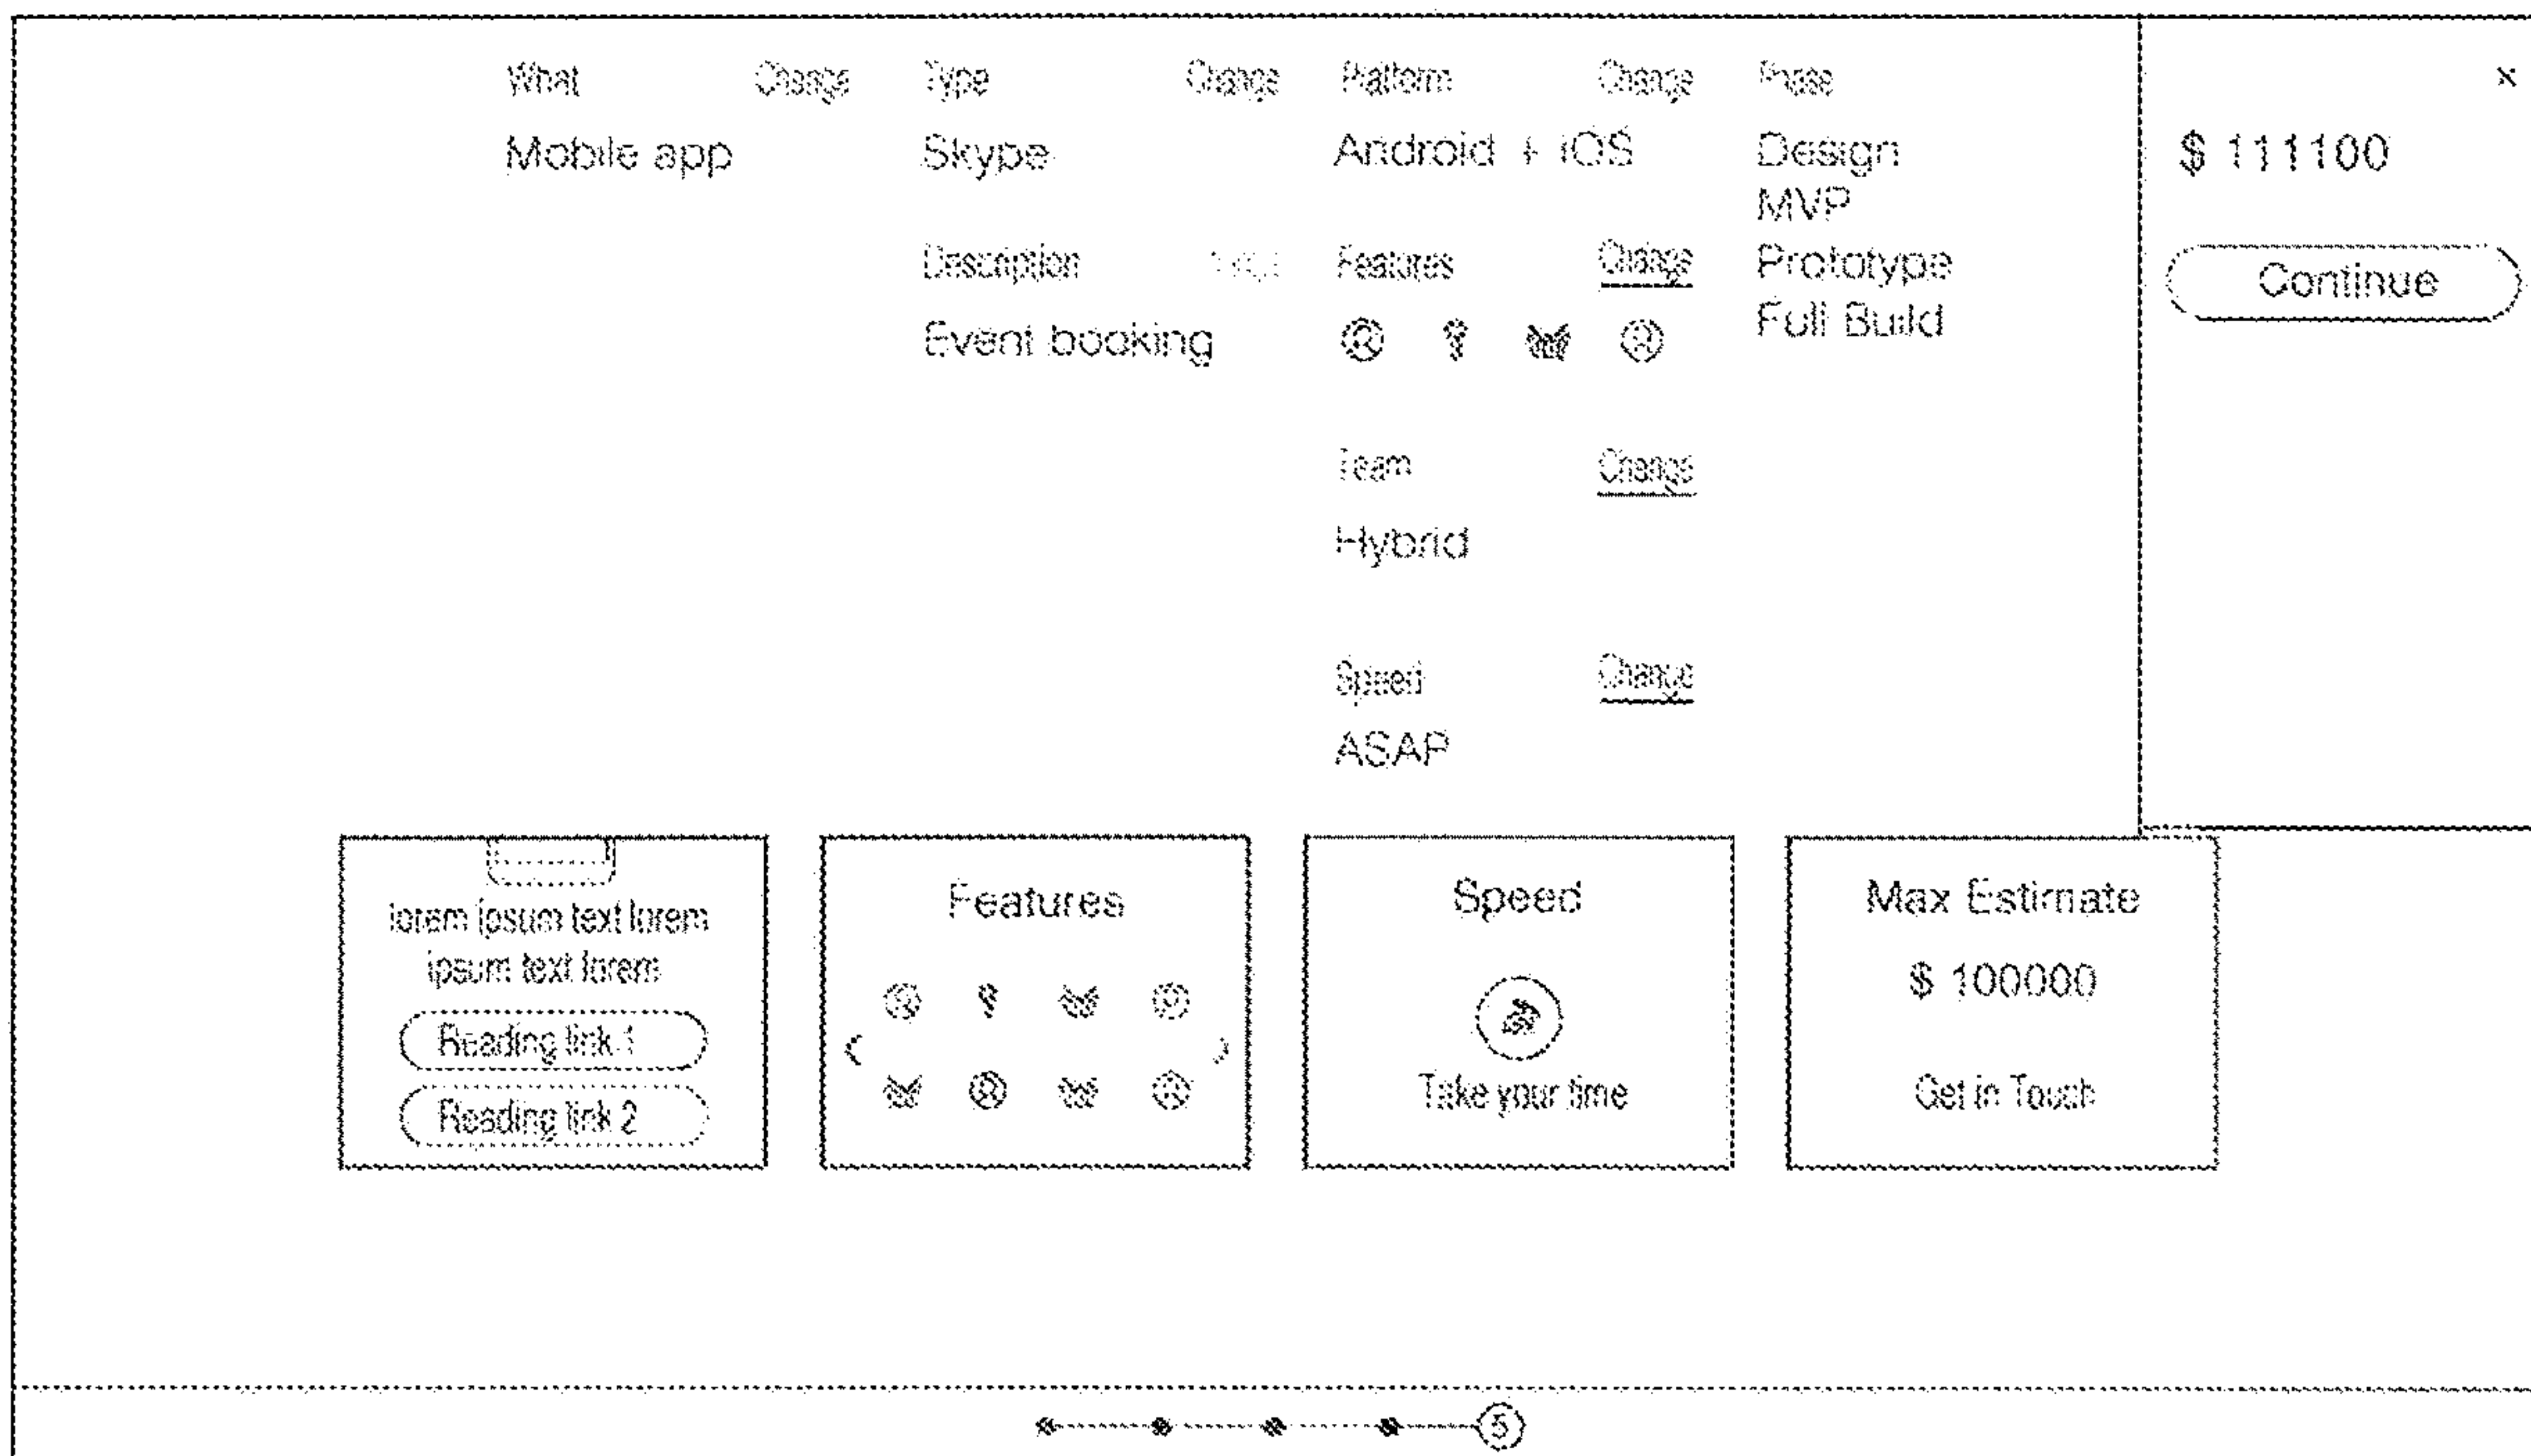 What Change Type Change Platform Change Phase ×
Mobile app Skype Android + iOS Design $ 111100
MVP
Description Features Change Prototype Continue
Event booking Full Build
Team Change
Hybrid
Speed Change
ASAP
lorem ipsum text lorem
ipsum text lorem
Reading link 1
Reading link 2
Features
Speed
Take your time
Max Estimate
$ 100000
Get in Touch
5